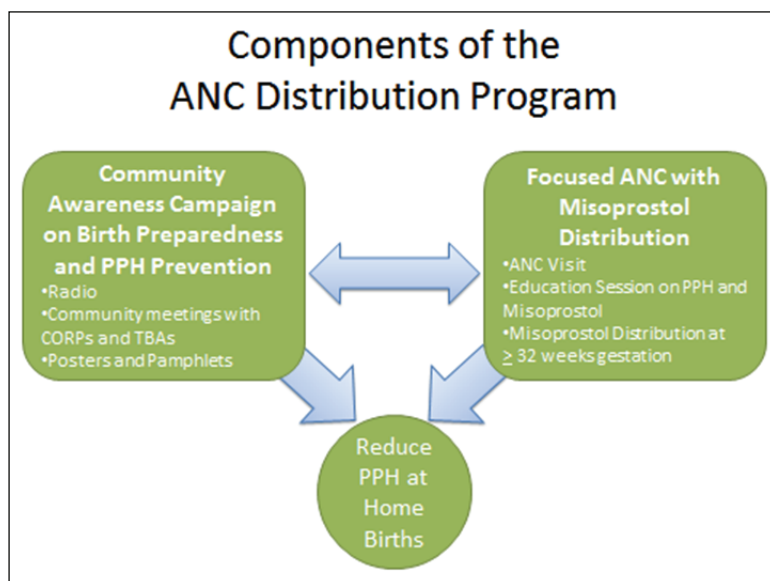 Components of the
ANC Distribution Program
Community
Awareness Campaign
on Birth Preparedness
and PPH Prevention
•Radio
•Community meetings with
CORPs and TBAs
•Posters and Pamphlets
Focused ANC with
Misoprostol
Distribution
•ANC Visit
•Education Session on PPH and
Misoprostol
•Misoprostol Distribution at
≥ 32 weeks gestation
Reduce
PPH at
Home
Births